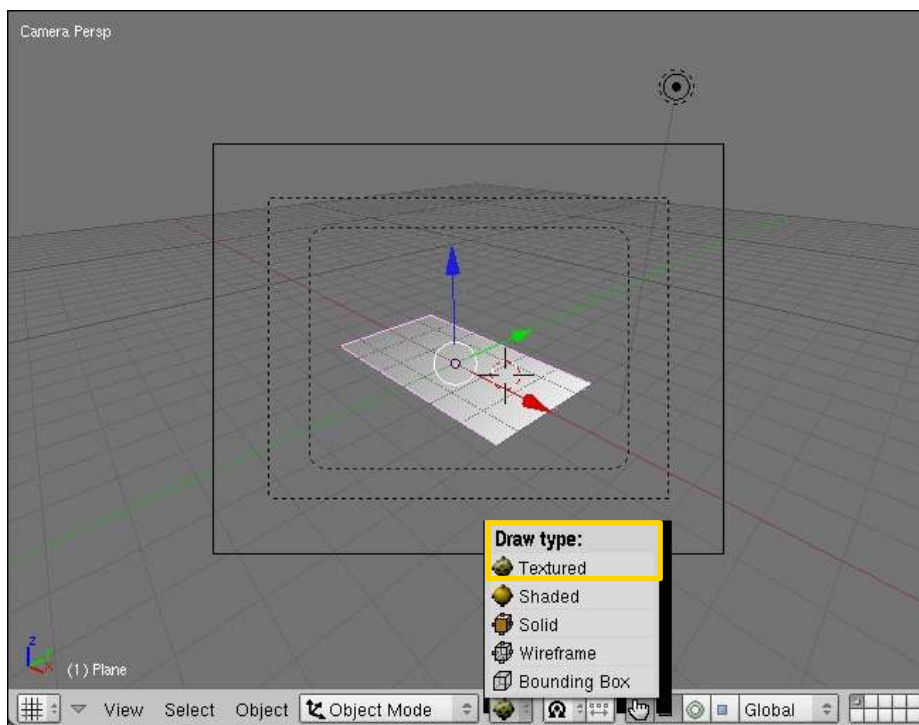 Camera Persp
Draw type:
Textured
Shaded
Solid
Wireframe
Bounding Box
z
(1) Plane
View Select Object Object Mode Global